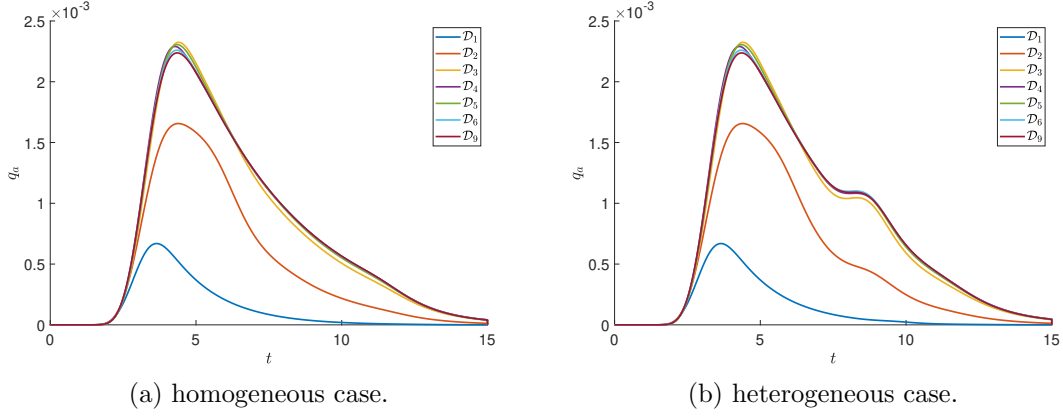 ×10⁻³ ×10⁻³
2.5 2.5
𝒟₁ 𝒟₁
𝒟₂ 𝒟₂
2 𝒟₃ 2 𝒟₃
𝒟₄ 𝒟₄
𝒟₅ 𝒟₅
𝒟₆ 𝒟₆
1.5 𝒟₉ 1.5 𝒟₉
qₐ qₐ
1 1
0.5 0.5
0 0
0 5 10 15 0 5 10 15
t t
(a) homogeneous case. (b) heterogeneous case.